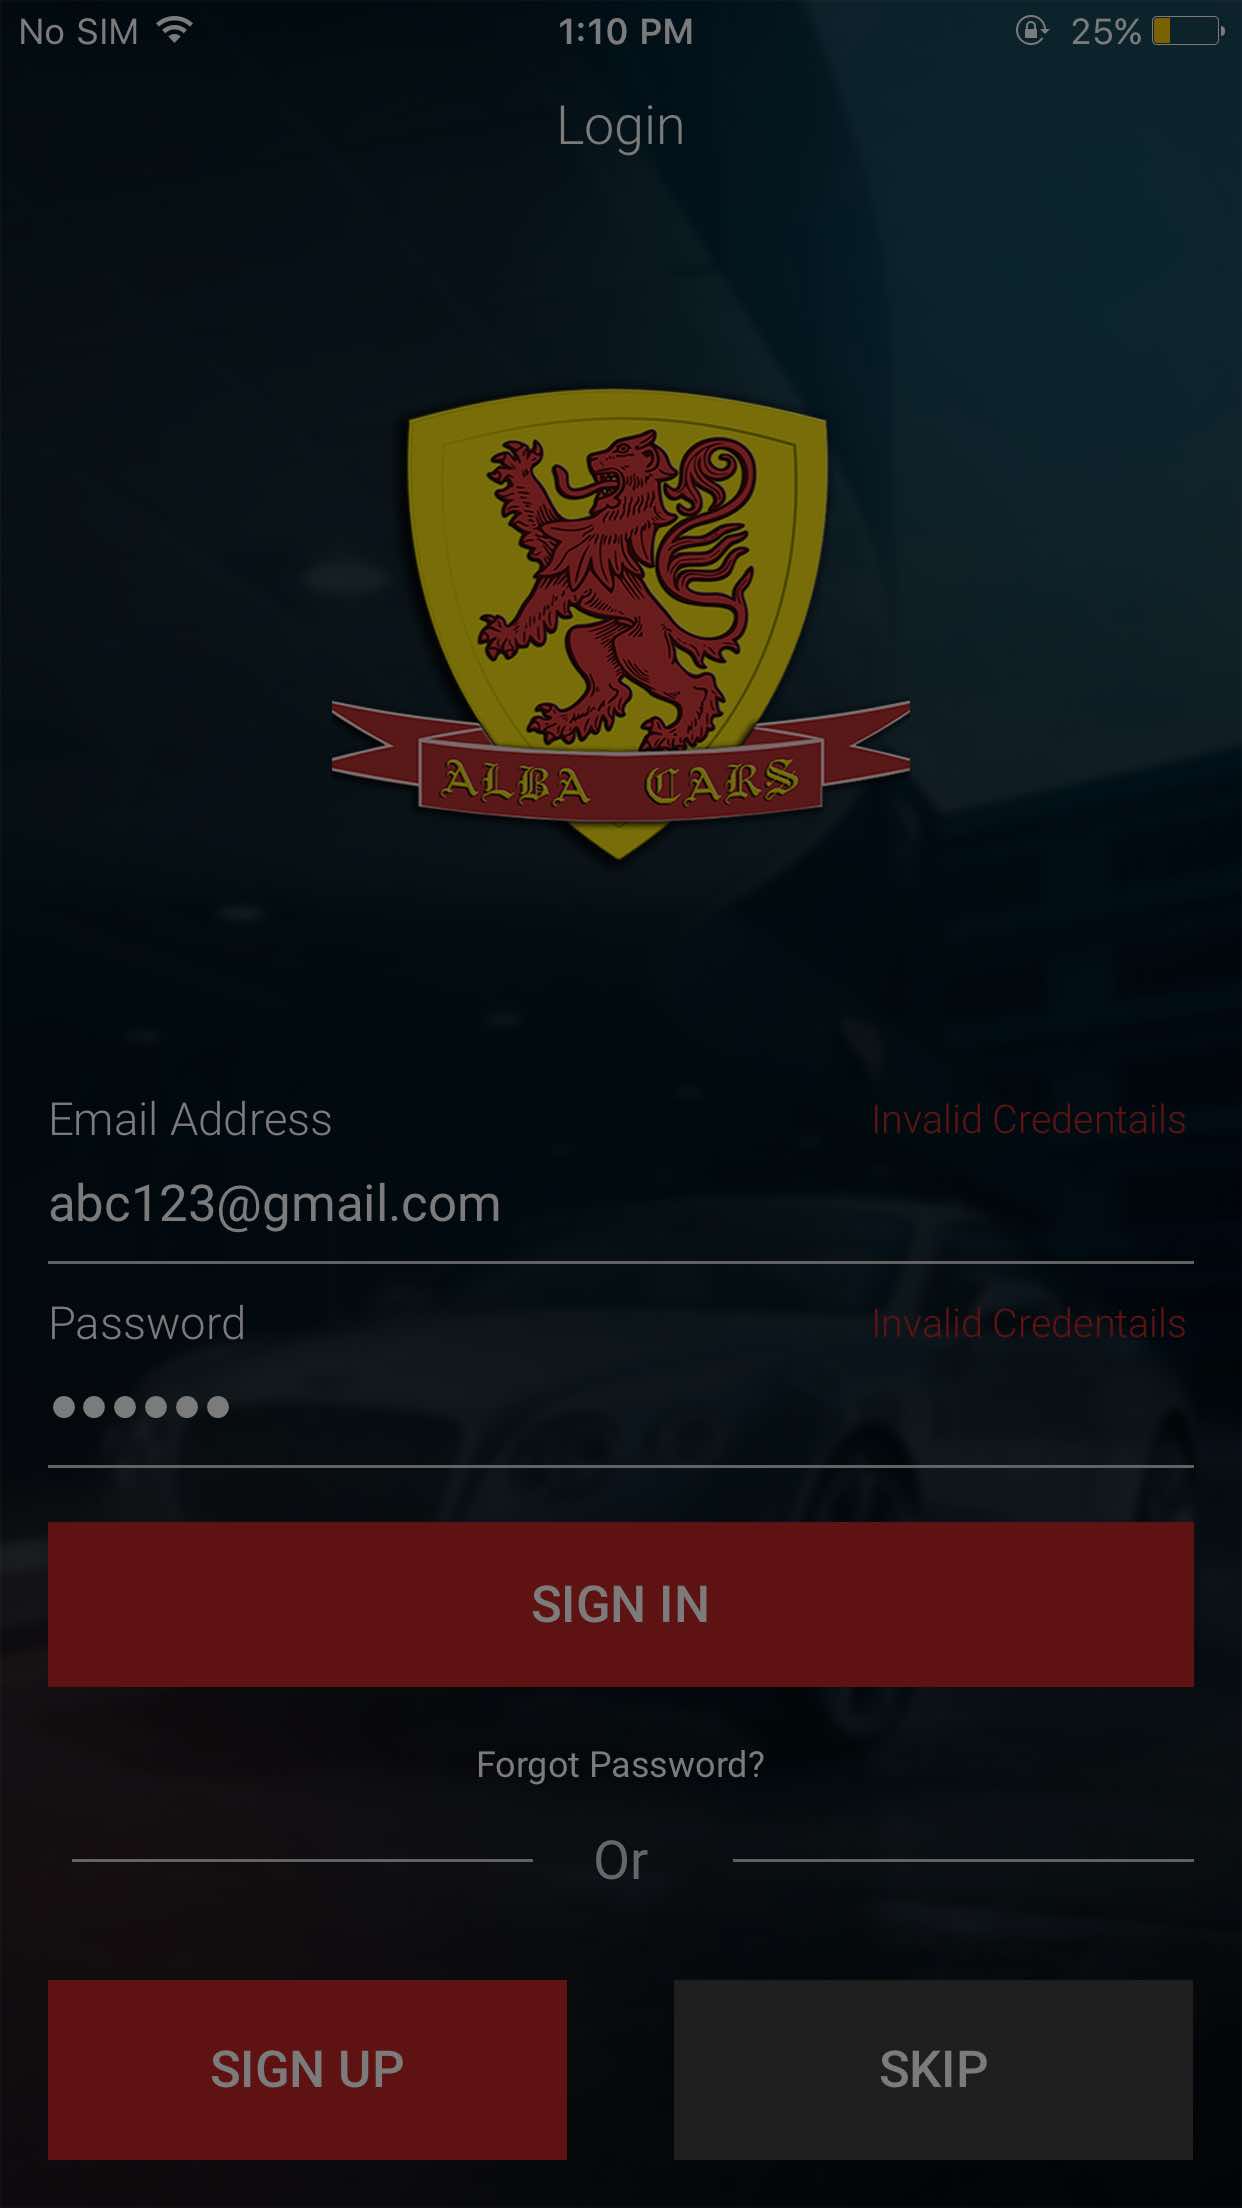 No SIM 1:10 PM 25%
Login
ALBA CARS
Email Address Invalid Credentails
abc123@gmail.com
Password Invalid Credentails
••••••
SIGN IN
Forgot Password?
Or
SIGN UP SKIP